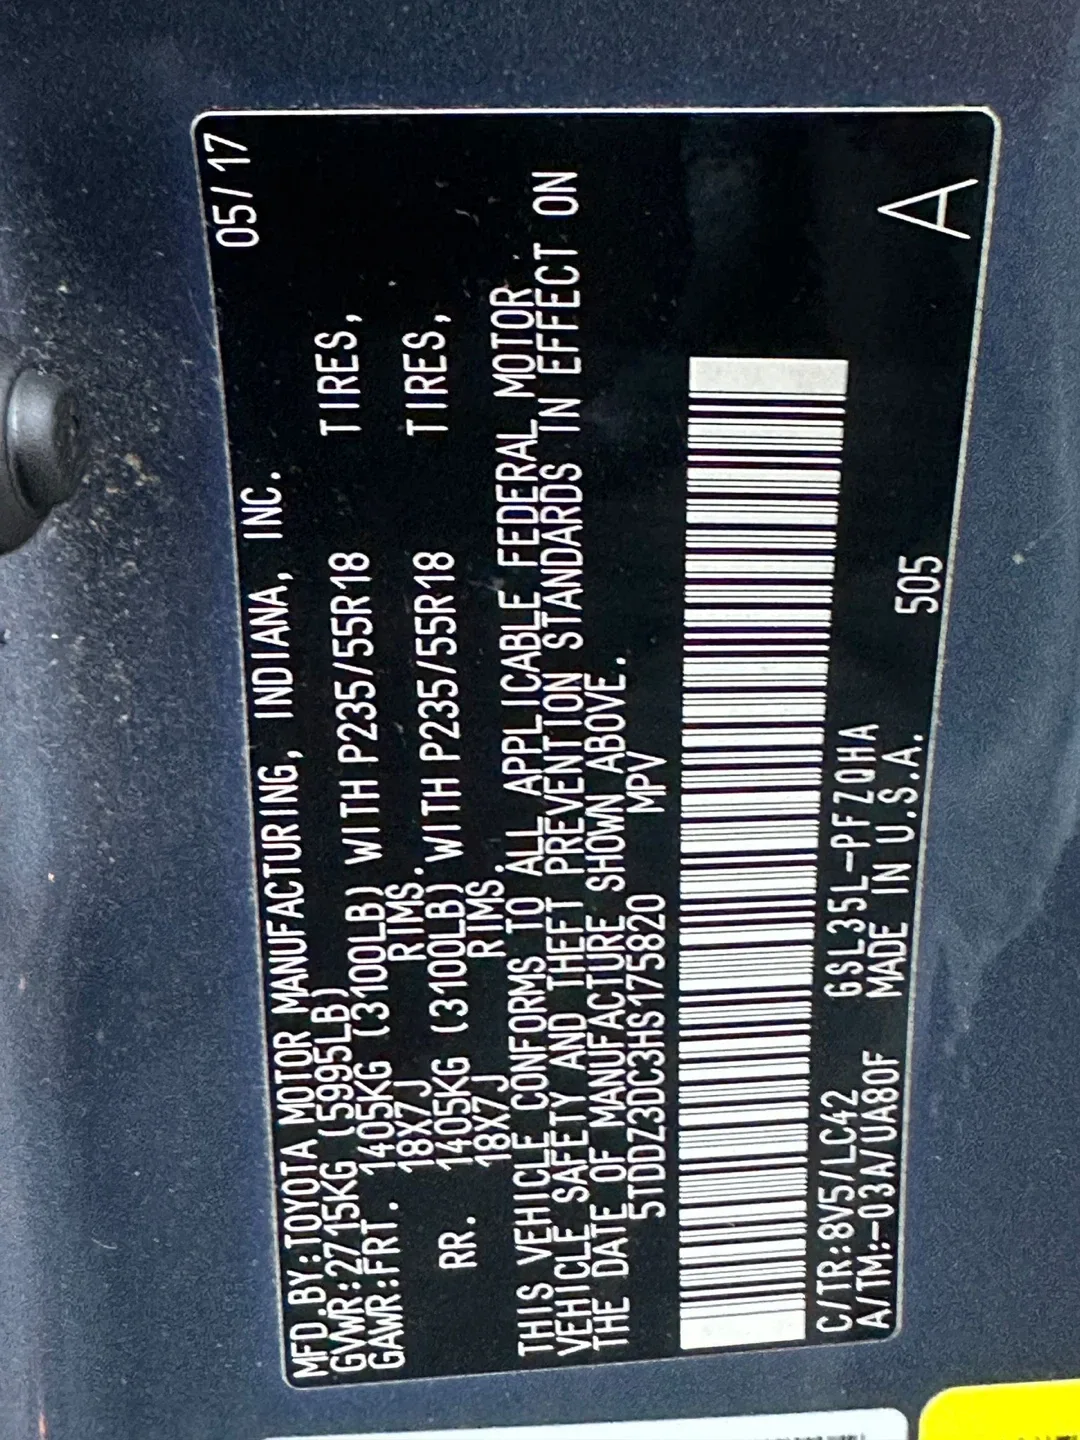 MFD.BY:TOYOTA MOTOR MANUFACTURING, INDIANA, INC. 05/17
GVWR:2715KG (5995LB)
GAWR:FRT. 1405KG (3100LB) WITH P235/55R18 TIRES,
18X7J RIMS.
RR. 1405KG (3100LB) WITH P235/55R18 TIRES,
18X7J RIMS.
THIS VEHICLE CONFORMS TO ALL APPLICABLE FEDERAL MOTOR
VEHICLE SAFETY AND THEFT PREVENTION STANDARDS IN EFFECT ON
THE DATE OF MANUFACTURE SHOWN ABOVE.
5TDDZ3DC3HS175820 MPV
C/TR:8V5/LC42 GSL35L-PFZQHA
A/TM:-03A/UA80F MADE IN U.S.A. 505
A